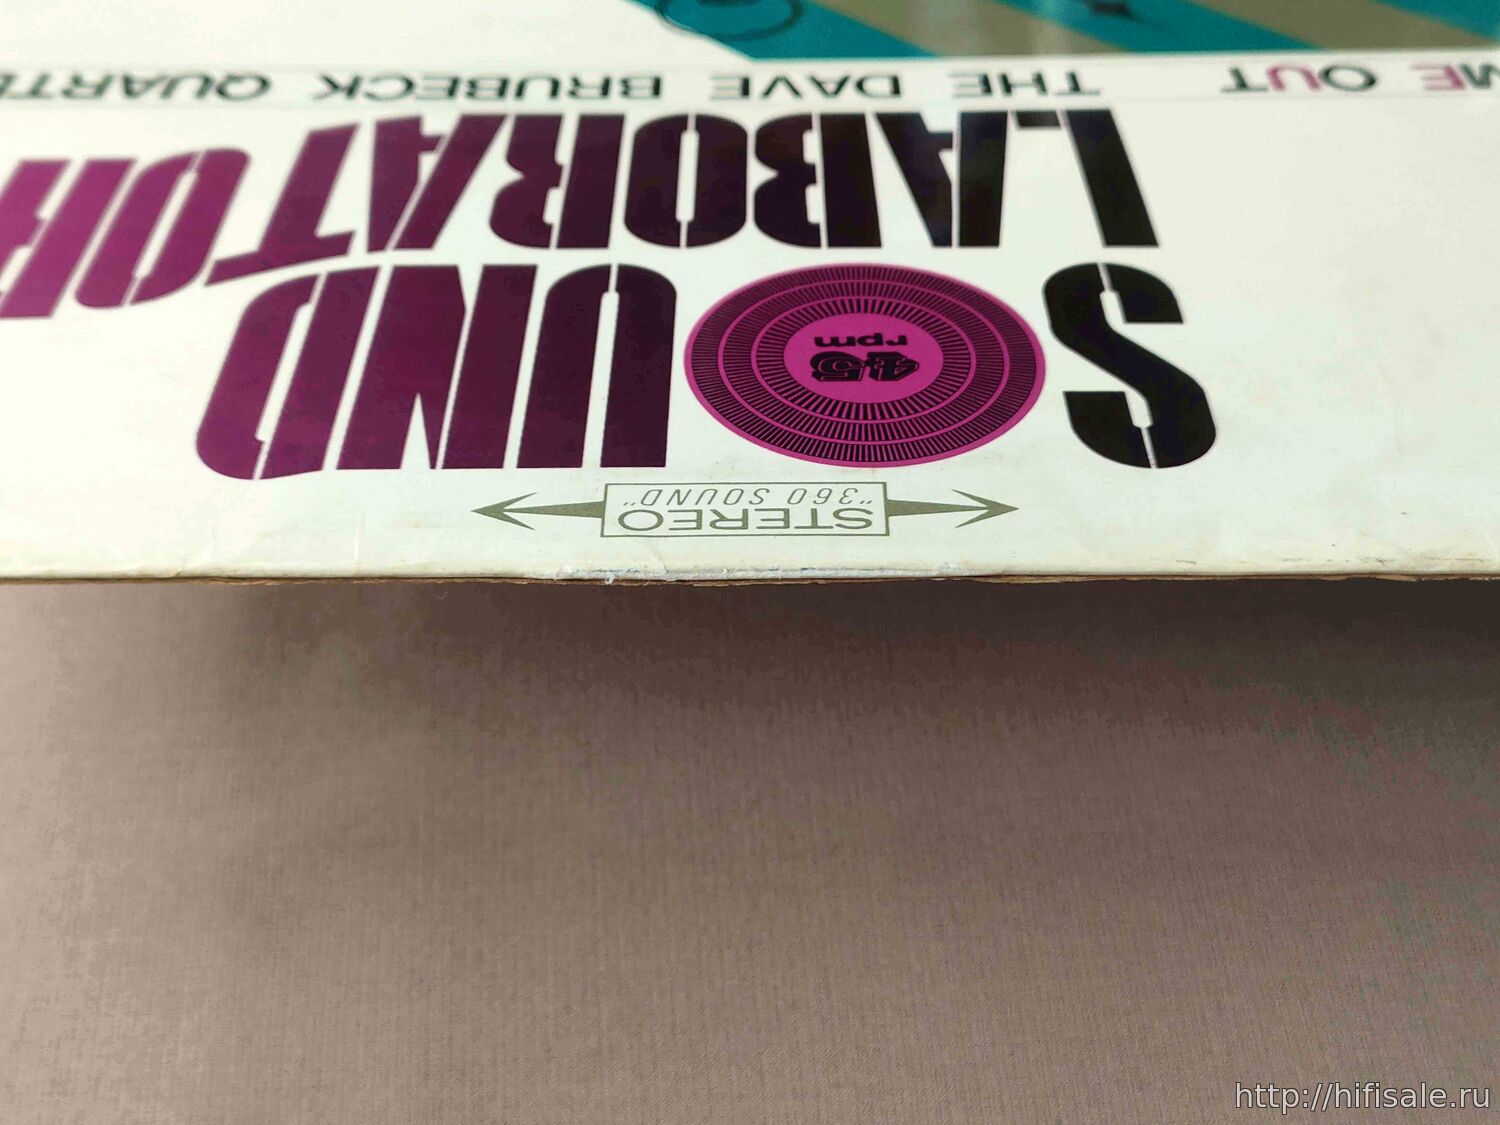 STEREO
"360 SOUND"
SOUND
45
rpm
LABORATOR
ME OUT THE DAVE BRUBECK QUARTE
http://hifisale.ru